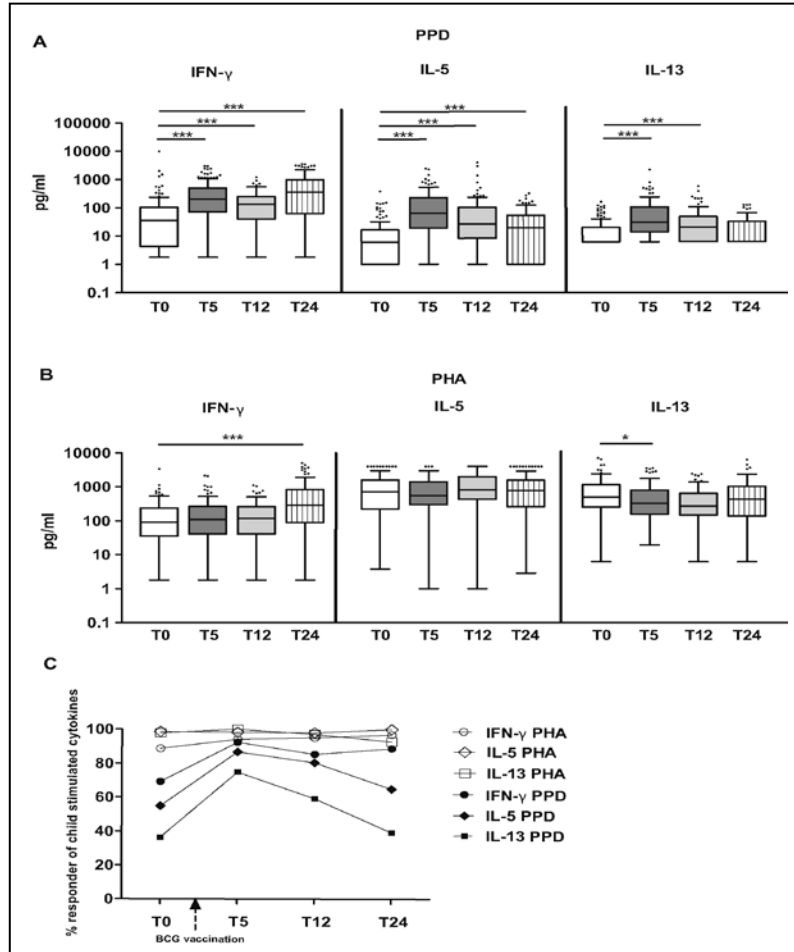 A
PPD
IFN-γ IL-5 IL-13
*** *** ***
*** *** ***
*** *** ***
100000
10000
1000
100
10
1
0.1
pg/ml
T0 T5 T12 T24 T0 T5 T12 T24 T0 T5 T12 T24
B
PHA
IFN-γ IL-5 IL-13
*** *
10000
1000
100
10
1
0.1
pg/ml
T0 T5 T12 T24 T0 T5 T12 T24 T0 T5 T12 T24
C
100
80
60
40
20
0
% responder of child stimulated cytokines
T0 T5 T12 T24
BCG vaccination
IFN-γ PHA
IL-5 PHA
IL-13 PHA
IFN-γ PPD
IL-5 PPD
IL-13 PPD